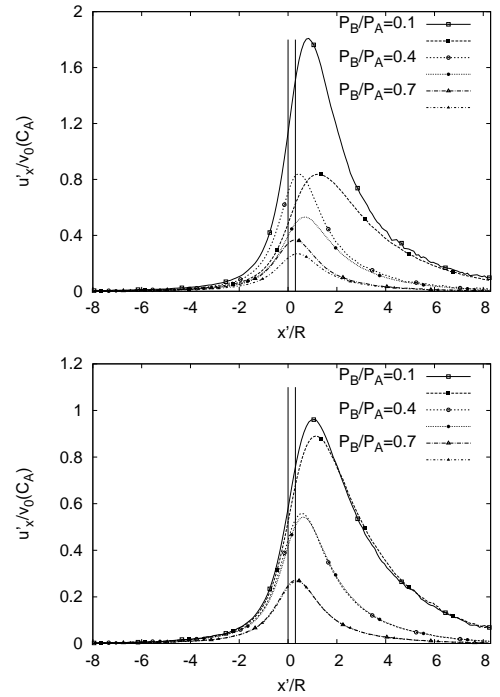 2
1.6
1.2
0.8
0.4
0
-8 -6 -4 -2 0 2 4 6 8
u'x/v0(CA)
x'/R
PB/PA=0.1
PB/PA=0.4
PB/PA=0.7
1.2
1
0.8
0.6
0.4
0.2
0
-8 -6 -4 -2 0 2 4 6 8
u'x/v0(CA)
x'/R
PB/PA=0.1
PB/PA=0.4
PB/PA=0.7